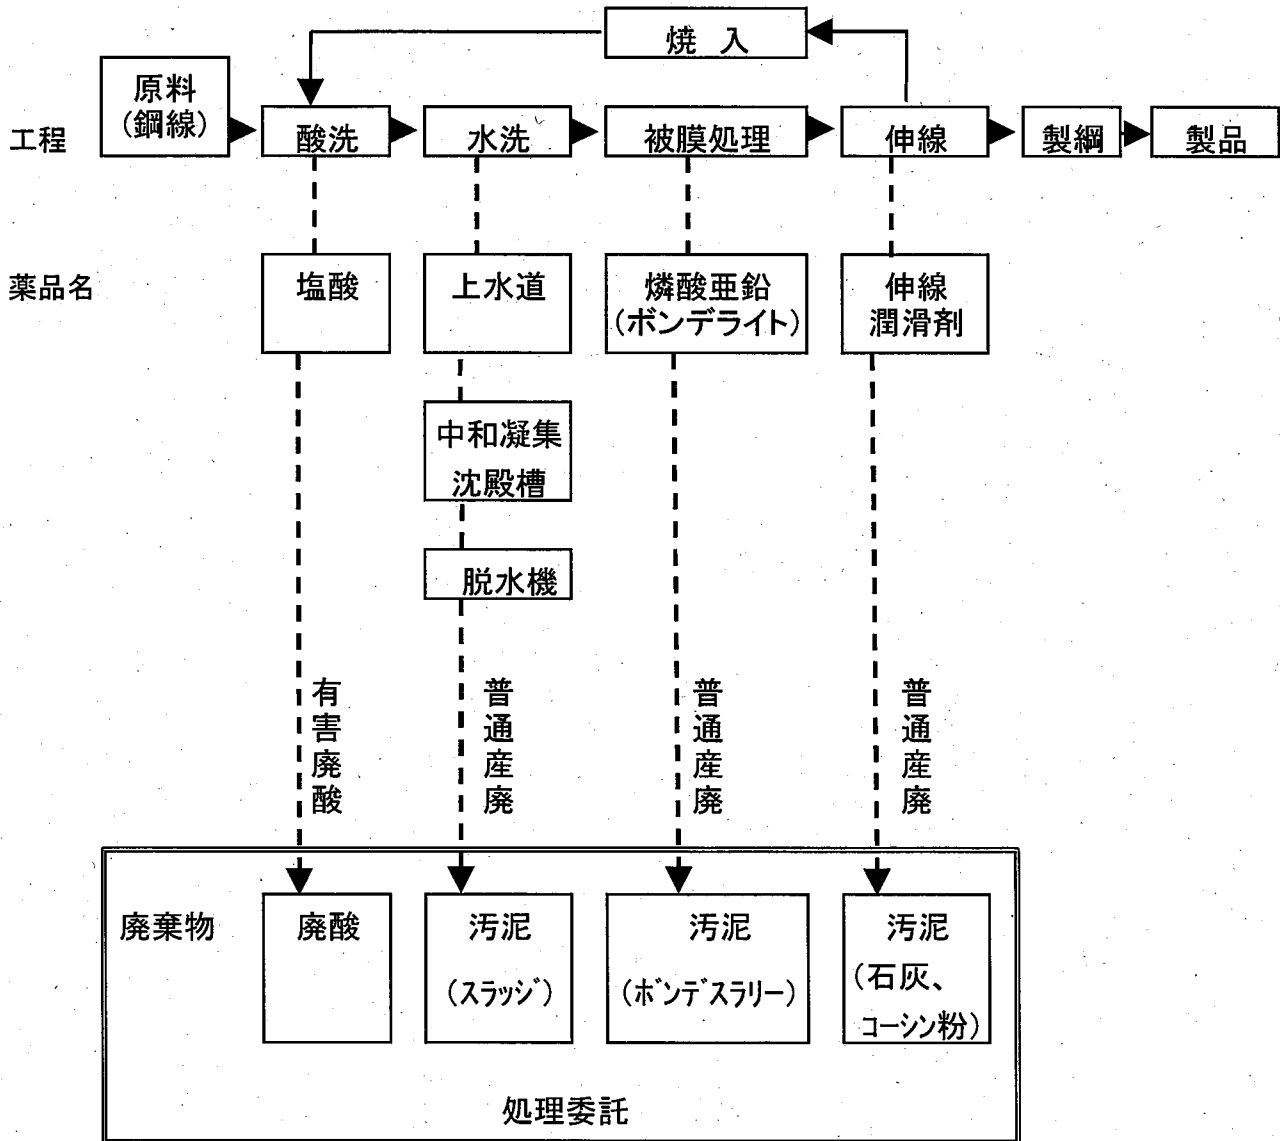 焼 入
原料
(鋼線)
工程
酸洗
水洗
被膜処理
伸線
製綱
製品
薬品名
塩酸
上水道
燐酸亜鉛
(ボンデライト)
伸線
潤滑剤
中和凝集
沈殿槽
脱水機
有害廃酸
普通産廃
普通産廃
普通産廃
廃棄物
廃酸
汚泥
(スラッジ)
汚泥
(ボンデスラリー)
汚泥
(石灰、
コーシン粉)
処理委託